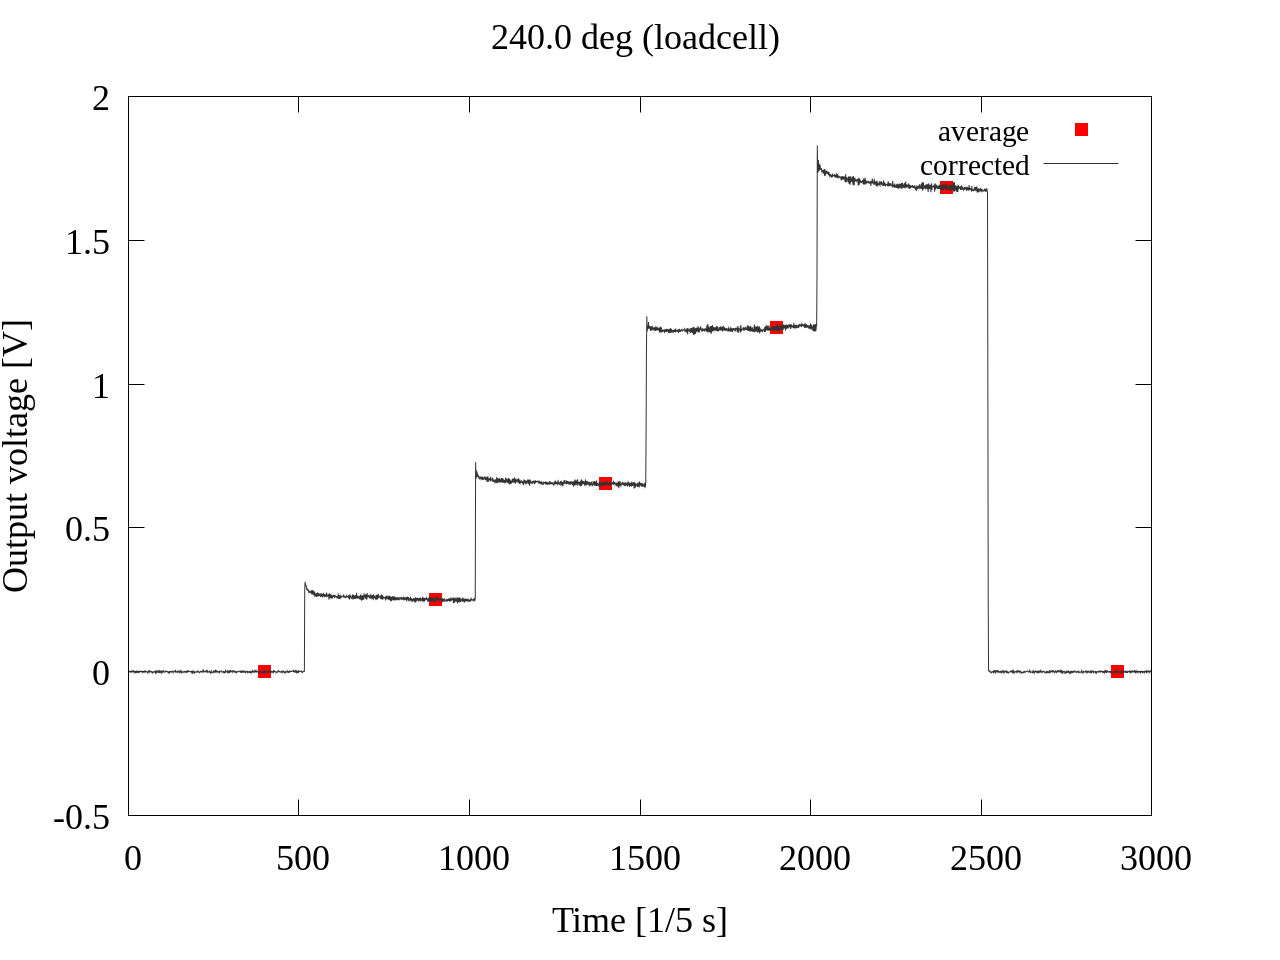 240.0 deg (loadcell)
average
corrected
2
1.5
1
0.5
0
-0.5
Output voltage [V]
0 500 1000 1500 2000 2500 3000
Time [1/5 s]